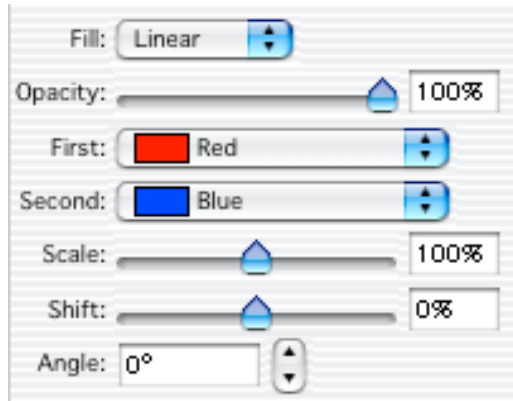 Fill: Linear
Opacity: 100%
First: Red
Second: Blue
Scale: 100%
Shift: 0%
Angle: 0°